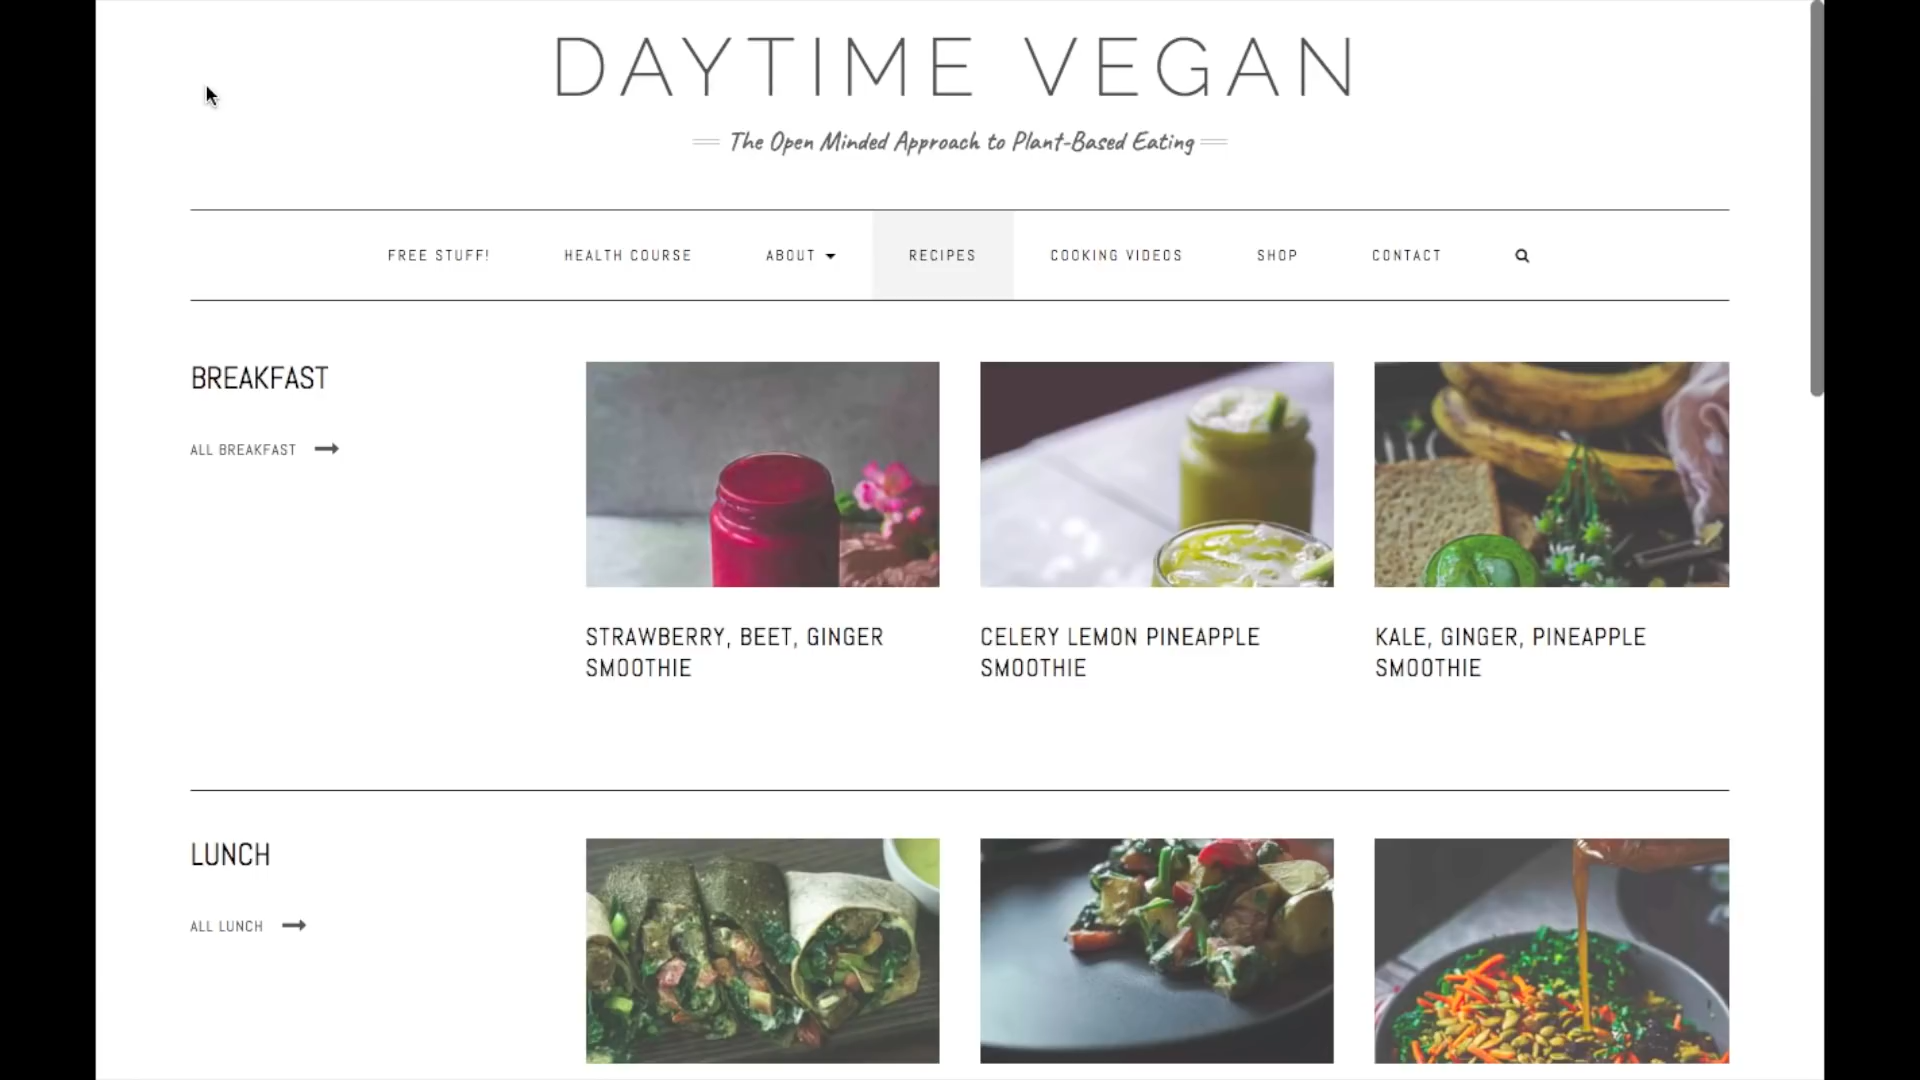 DAYTIME VEGAN
The Open Minded Approach to Plant-Based Eating
FREE STUFF! HEALTH COURSE ABOUT RECIPES COOKING VIDEOS SHOP CONTACT
BREAKFAST
ALL BREAKFAST
STRAWBERRY, BEET, GINGER
SMOOTHIE
CELERY LEMON PINEAPPLE
SMOOTHIE
KALE, GINGER, PINEAPPLE
SMOOTHIE
LUNCH
ALL LUNCH